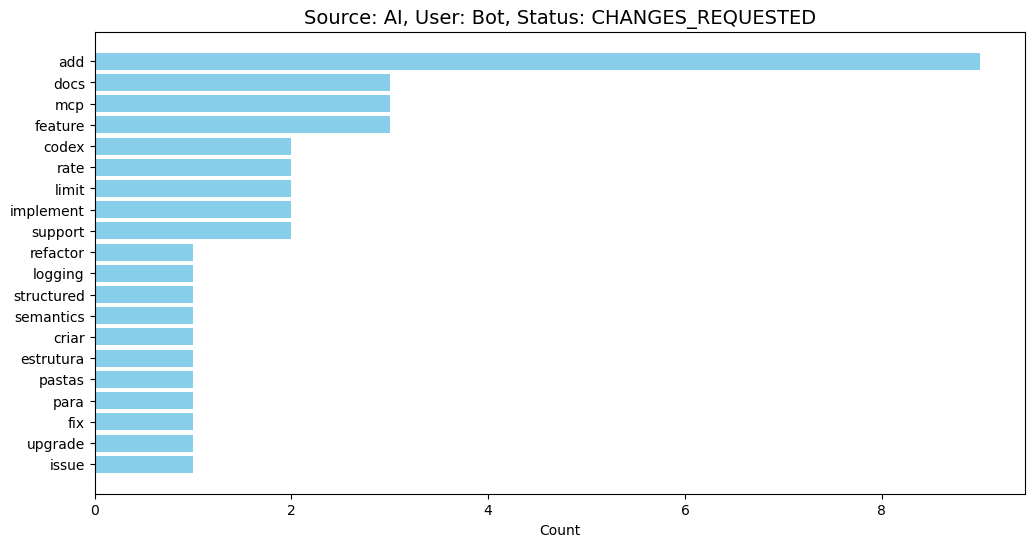 Source: AI, User: Bot, Status: CHANGES_REQUESTED
add
docs
mcp
feature
codex
rate
limit
implement
support
refactor
logging
structured
semantics
criar
estrutura
pastas
para
fix
upgrade
issue
0 2 4 6 8
Count